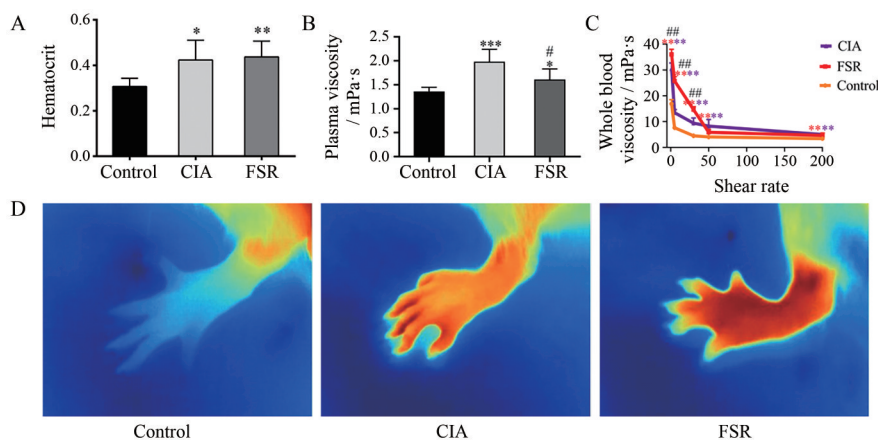 A
Hematocrit
0.6
0.4
0.2
0.0
*
**
Control
CIA
FSR
B
Plasma viscosity
/ mPa·s
2.5
2.0
1.5
1.0
0.5
0.0
***
#
*
Control
CIA
FSR
C
Whole blood
viscosity / mPa·s
40
30
20
10
0
##
****
##
****
##
****
****
****
CIA
FSR
Control
0
50
100
150
200
Shear rate
D
Control
CIA
FSR